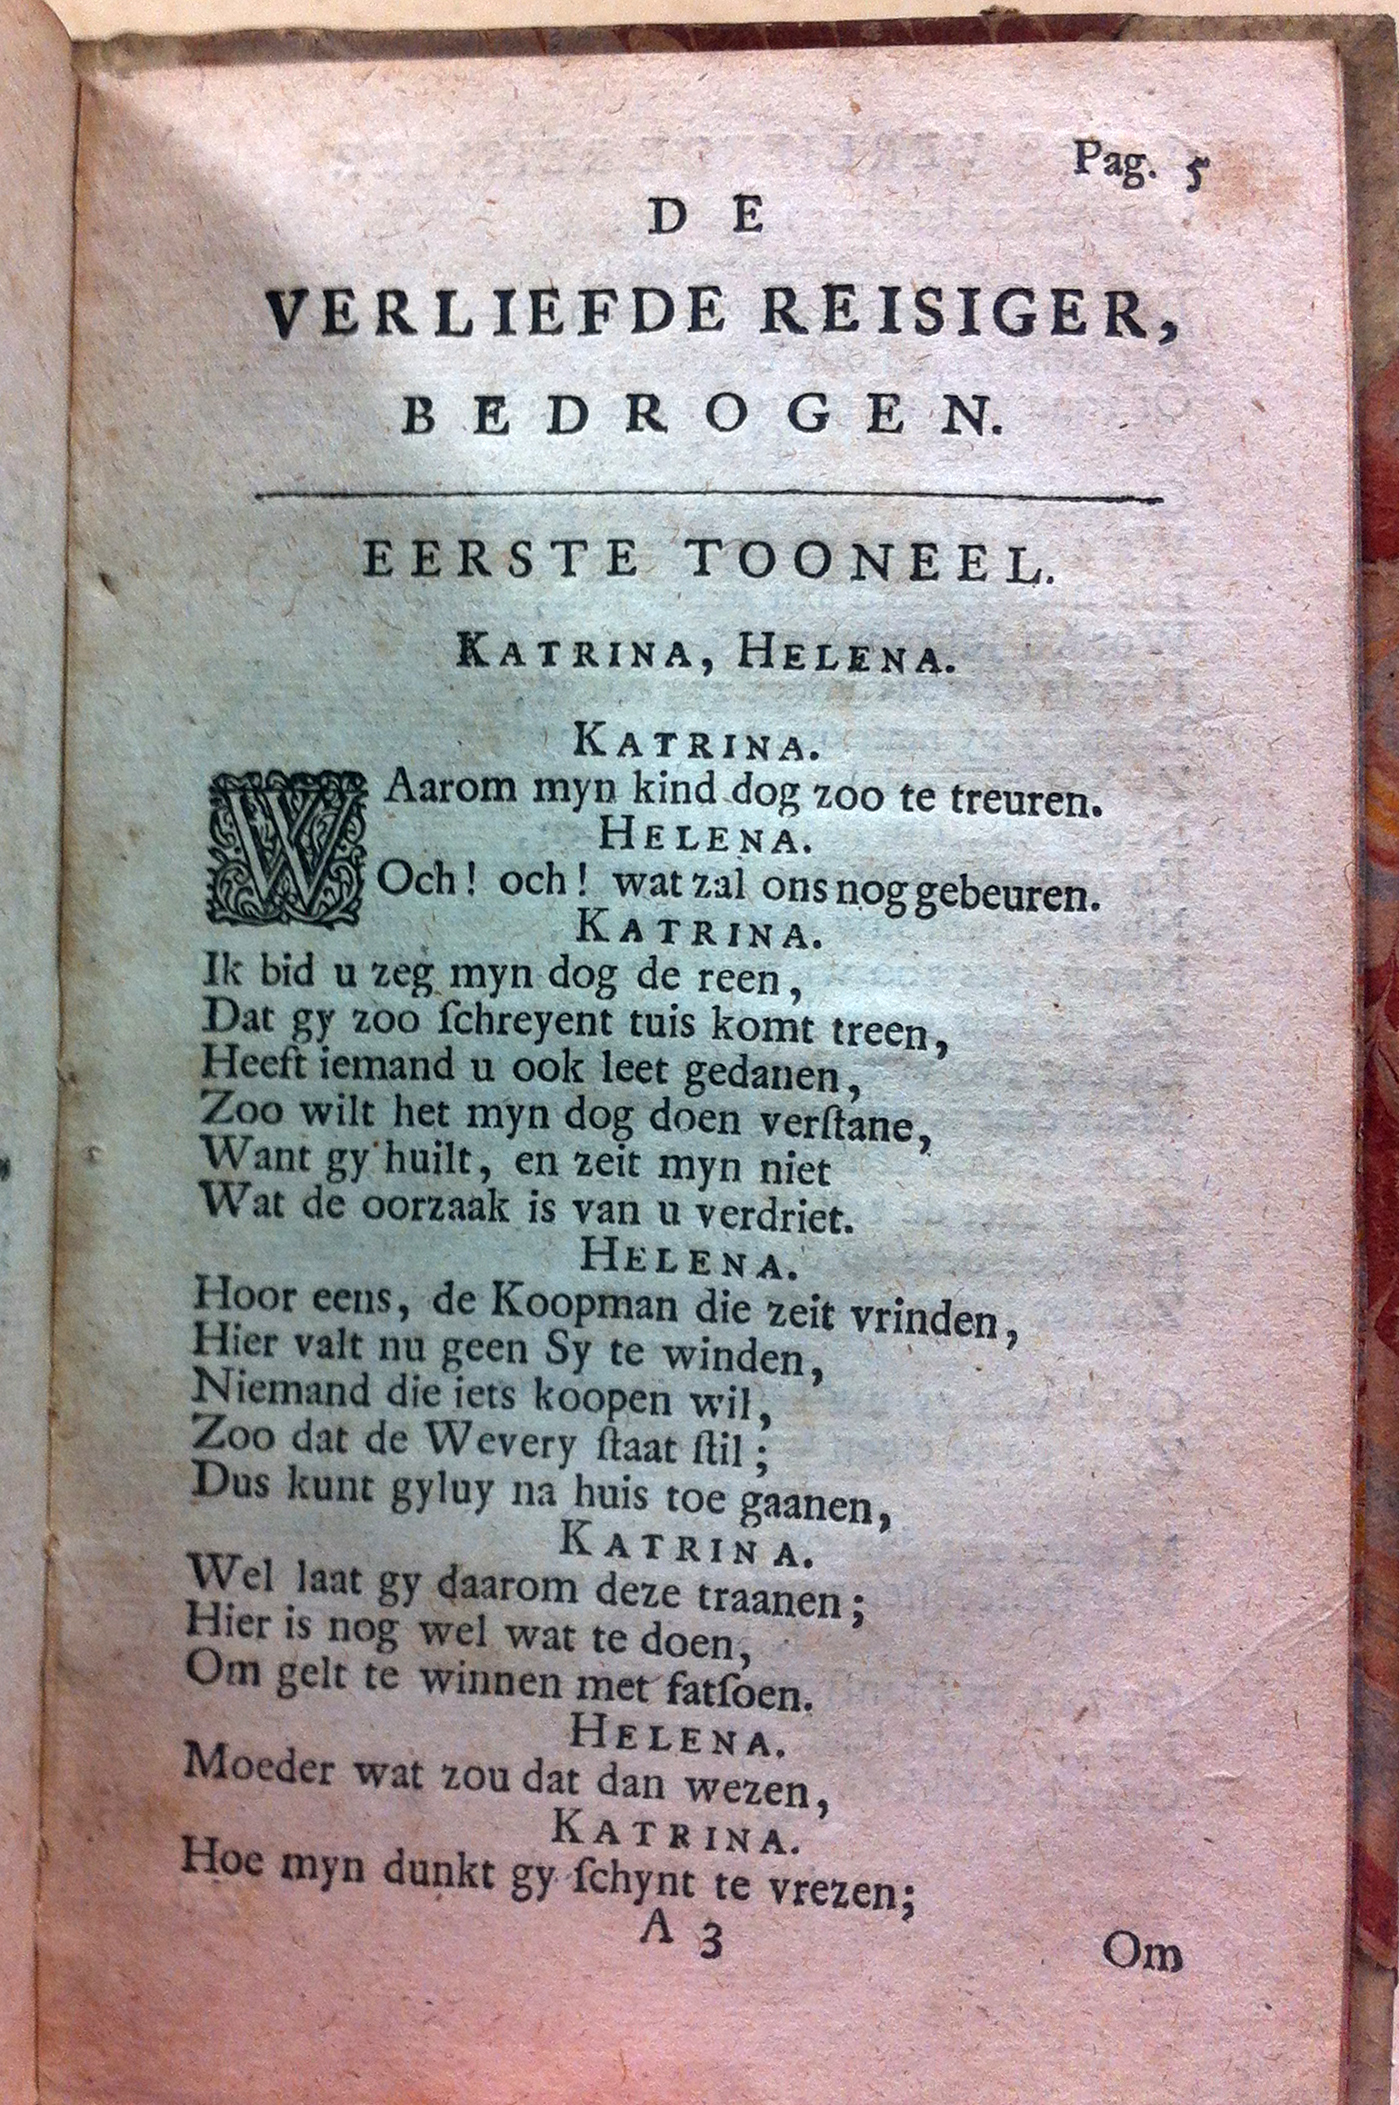 Pag. 5
D E
VERLIEFDE REISIGER,
BEDROGEN.
EERSTE TOONEEL.
KATRINA, HELENA.
KATRINA.
WAarom myn kind dog zoo te treuren.
HELENA.
Och! och! wat zal ons nog gebeuren.
KATRINA.
Ik bid u zeg myn dog de reen,
Dat gy zoo ſchreyent tuis komt treen,
Heeft iemand u ook leet gedanen,
Zoo wilt het myn dog doen verſtane,
Want gy huilt, en zeit myn niet
Wat de oorzaak is van u verdriet.
HELENA.
Hoor eens, de Koopman die zeit vrinden,
Hier valt nu geen Sy te winden,
Niemand die iets koopen wil,
Zoo dat de Wevery ſtaat ſtil;
Dus kunt gyluy na huis toe gaanen,
KATRINA.
Wel laat gy daarom deze traanen;
Hier is nog wel wat te doen,
Om gelt te winnen met fatſoen.
HELENA.
Moeder wat zou dat dan wezen,
KATRINA.
Hoe myn dunkt gy ſchynt te vrezen;
A 3
Om